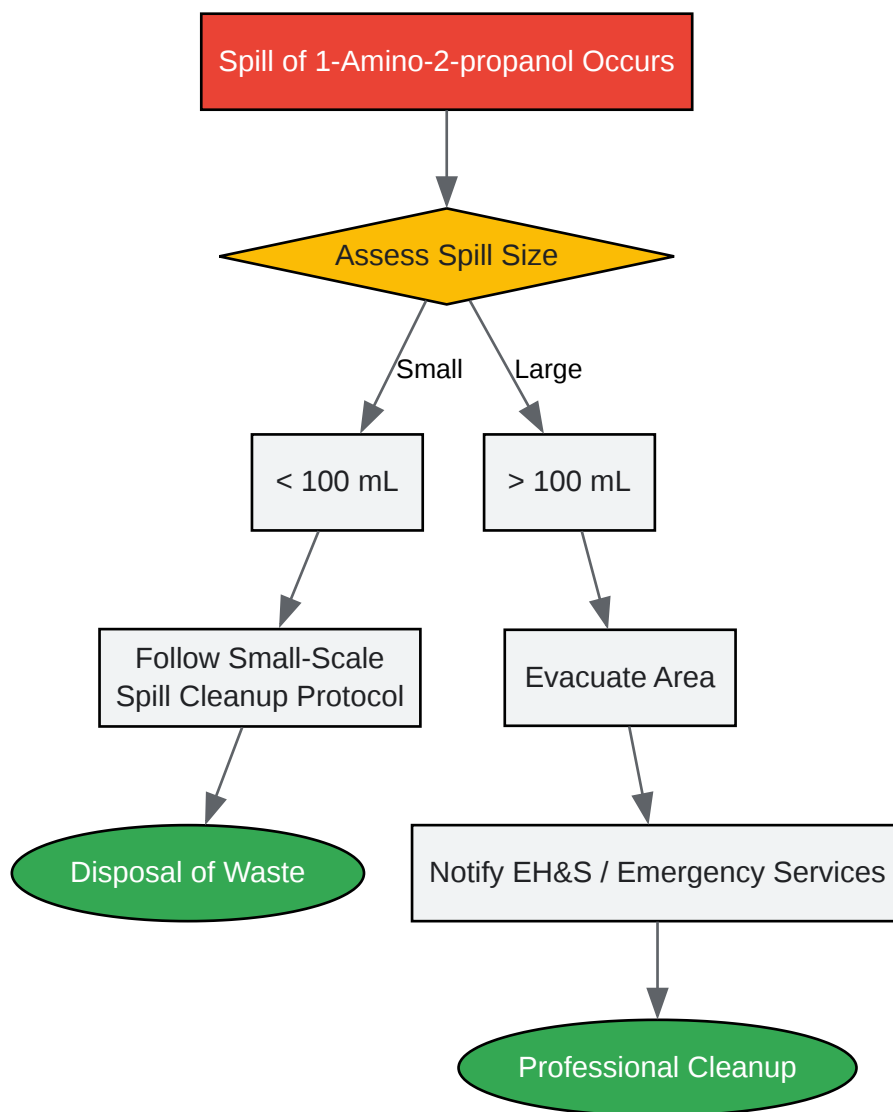 Spill of 1-Amino-2-propanol Occurs
Assess Spill Size
Small
Large
< 100 mL
> 100 mL
Follow Small-Scale
Spill Cleanup Protocol
Evacuate Area
Disposal of Waste
Notify EH&S / Emergency Services
Professional Cleanup